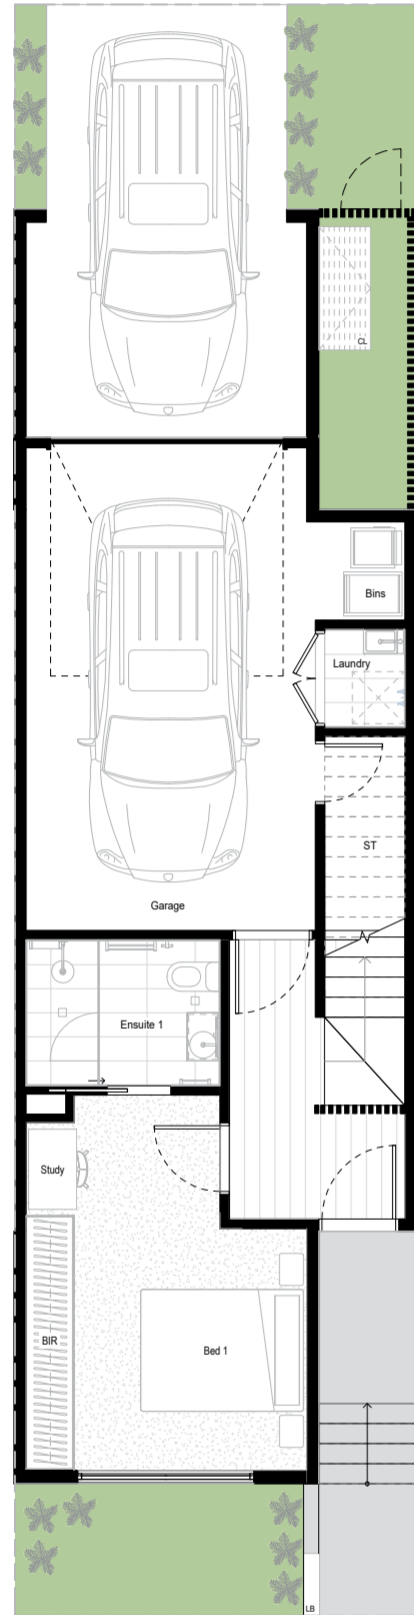 CL
Bins
Laundry
ST
Garage
Ensuite 1
Study
BIR
Bed 1
LB